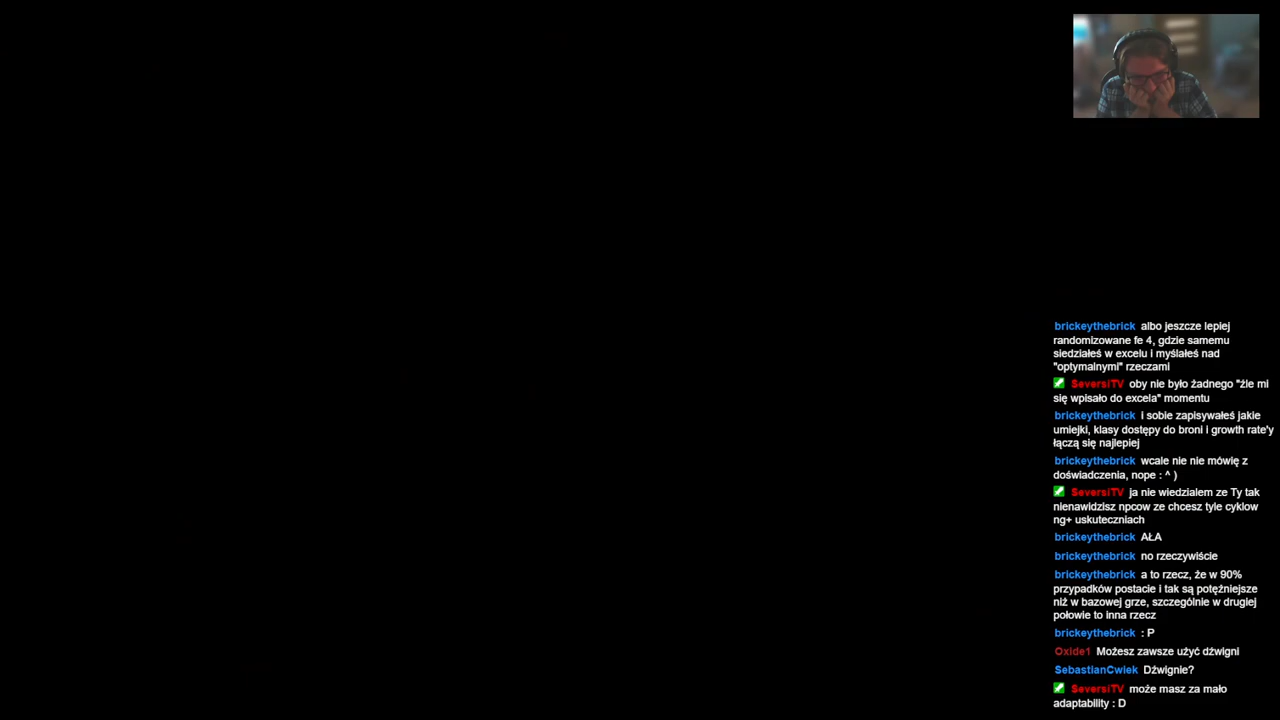 brickeythebrick albo jeszcze lepiej
randomizowane fe 4, gdzie samemu
siedziałeś w excelu i myślałeś nad
"optymalnymi" rzeczami
SeversiTV oby nie było żadnego "źle mi
się wpisało do excela" momentu
brickeythebrick i sobie zapisywałeś jakie
umiejki, klasy dostępy do broni i growth rate'y
łączą się najlepiej
brickeythebrick wcale nie nie mówię z
doświadczenia, nope : ^ )
SeversiTV ja nie wiedzialem ze Ty tak
nienawidzisz npcow ze chcesz tyle cyklow
ng+ uskuteczniach
brickeythebrick AŁA
brickeythebrick no rzeczywiście
brickeythebrick a to rzecz, że w 90%
przypadków postacie i tak są potężniejsze
niż w bazowej grze, szczególnie w drugiej
połowie to inna rzecz
brickeythebrick : P
Oxide1 Możesz zawsze użyć dźwigni
SebastianCwiek Dźwignie?
SeversiTV może masz za mało
adaptability : D